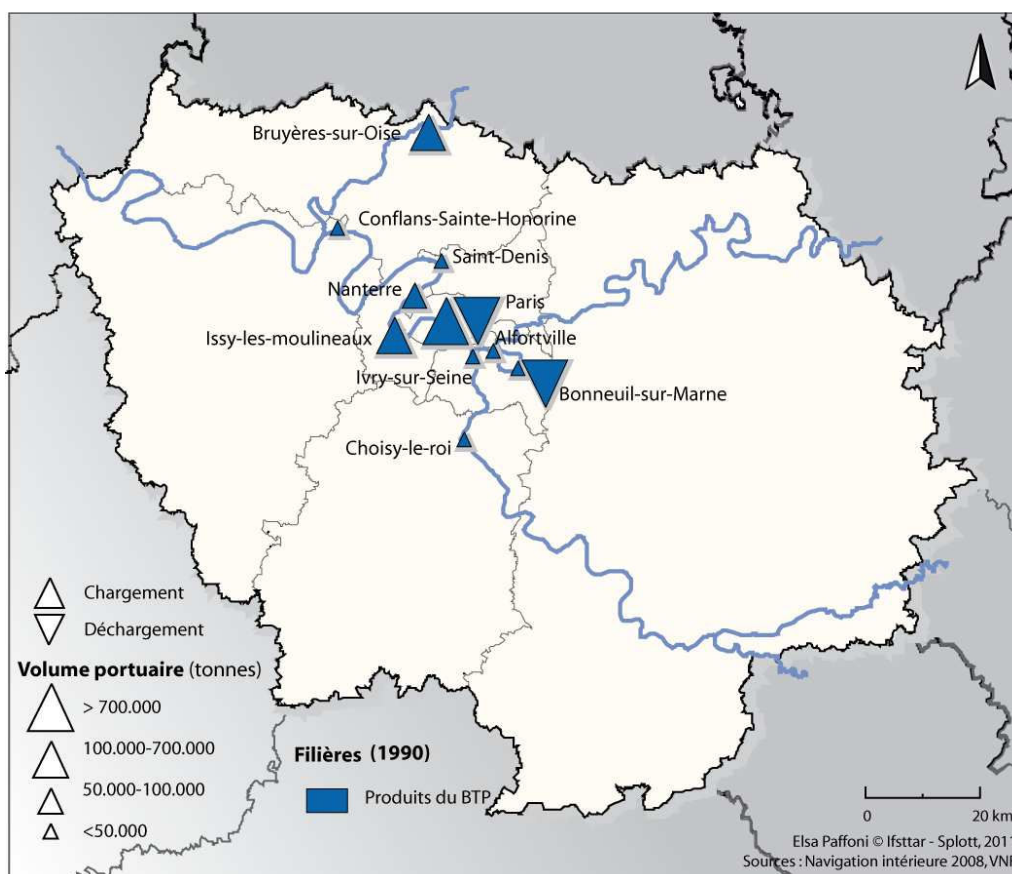 Bruyères-sur-Oise
Conflans-Sainte-Honorine
Saint-Denis
Nanterre
Paris
Issy-les-moulineaux
Alfortville
Ivry-sur-Seine
Bonneuil-sur-Marne
Choisy-le-roi
Chargement
Déchargement
Volume portuaire (tonnes)
> 700.000
100.000-700.000
50.000-100.000
<50.000
Filières (1990)
Produits du BTP
0 20 km
Elsa Paffoni © Ifsttar - Splott, 2011
Sources : Navigation intérieure 2008, VNF